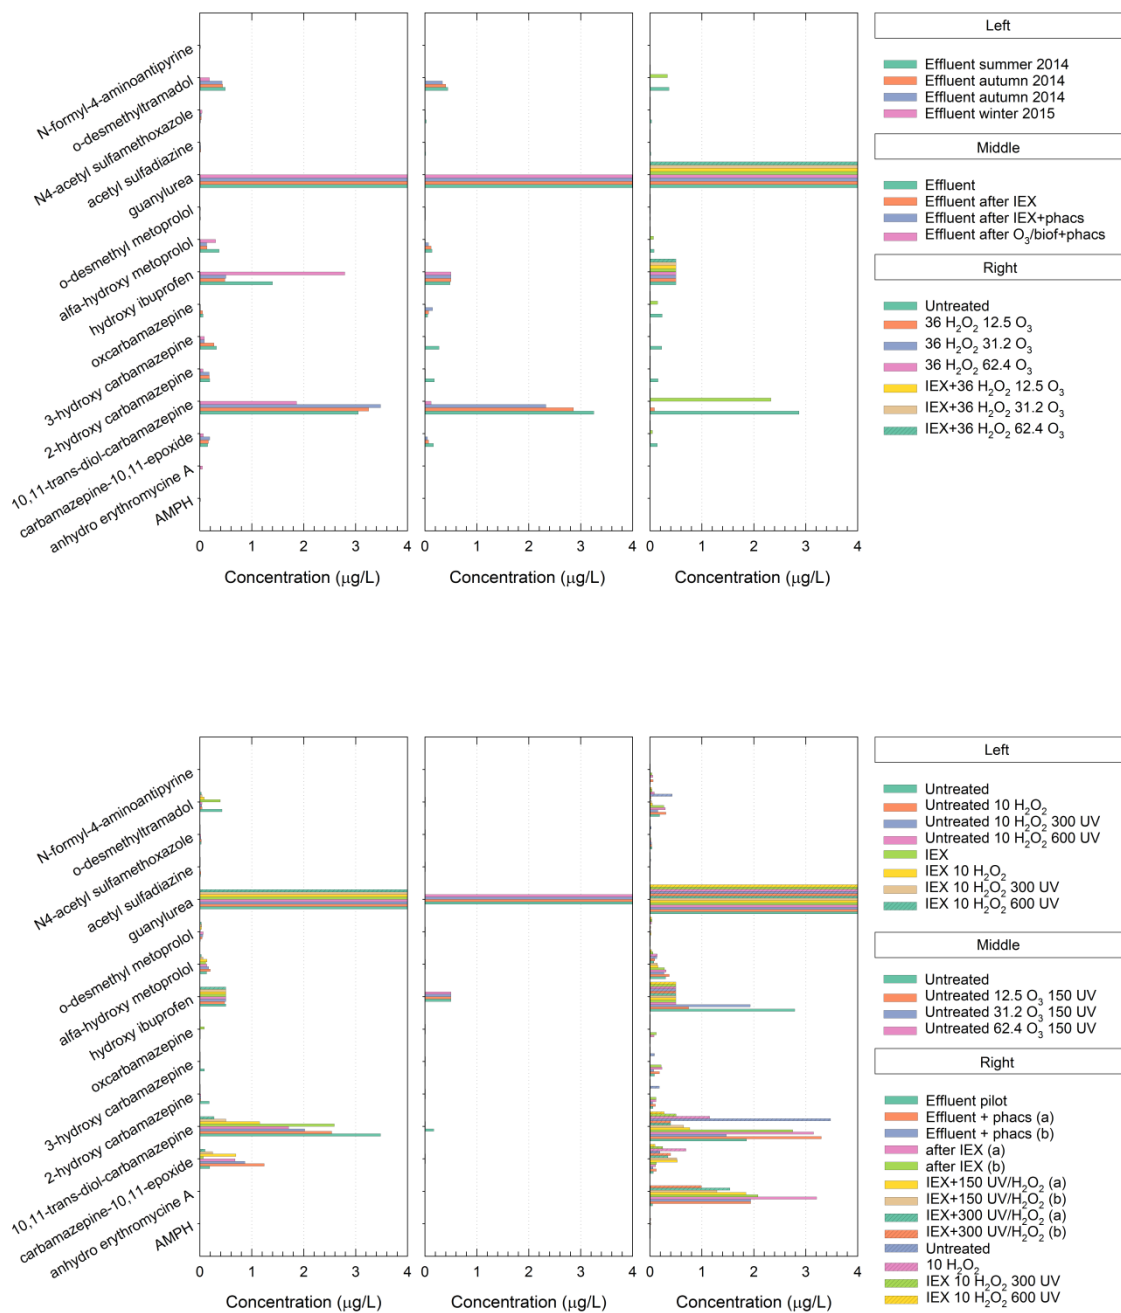 N-formyl-4-aminoantipyrine
o-desmethyltramadol
N4-acetyl sulfamethoxazole
acetyl sulfadiazine
guanylurea
o-desmethyl metoprolol
alfa-hydroxy metoprolol
hydroxy ibuprofen
oxcarbamazepine
3-hydroxy carbamazepine
2-hydroxy carbamazepine
10,11-trans-diol-carbamazepine
carbamazepine-10,11-epoxide
anhydro erythromycine A
AMPH
0 1 2 3 4
0 1 2 3 4
0 1 2 3 4
Concentration (µg/L)
Concentration (µg/L)
Concentration (µg/L)
Left
Effluent summer 2014
Effluent autumn 2014
Effluent autumn 2014
Effluent winter 2015
Middle
Effluent
Effluent after IEX
Effluent after IEX+phacs
Effluent after O₃/biof+phacs
Right
Untreated
36 H₂O₂ 12.5 O₃
36 H₂O₂ 31.2 O₃
36 H₂O₂ 62.4 O₃
IEX+36 H₂O₂ 12.5 O₃
IEX+36 H₂O₂ 31.2 O₃
IEX+36 H₂O₂ 62.4 O₃
N-formyl-4-aminoantipyrine
o-desmethyltramadol
N4-acetyl sulfamethoxazole
acetyl sulfadiazine
guanylurea
o-desmethyl metoprolol
alfa-hydroxy metoprolol
hydroxy ibuprofen
oxcarbamazepine
3-hydroxy carbamazepine
2-hydroxy carbamazepine
10,11-trans-diol-carbamazepine
carbamazepine-10,11-epoxide
anhydro erythromycine A
AMPH
0 1 2 3 4
0 1 2 3 4
0 1 2 3 4
Concentration (µg/L)
Concentration (µg/L)
Concentration (µg/L)
Left
Untreated
Untreated 10 H₂O₂
Untreated 10 H₂O₂ 300 UV
Untreated 10 H₂O₂ 600 UV
IEX
IEX 10 H₂O₂
IEX 10 H₂O₂ 300 UV
IEX 10 H₂O₂ 600 UV
Middle
Untreated
Untreated 12.5 O₃ 150 UV
Untreated 31.2 O₃ 150 UV
Untreated 62.4 O₃ 150 UV
Right
Effluent pilot
Effluent + phacs (a)
Effluent + phacs (b)
after IEX (a)
after IEX (b)
IEX+150 UV/H₂O₂ (a)
IEX+150 UV/H₂O₂ (b)
IEX+300 UV/H₂O₂ (a)
IEX+300 UV/H₂O₂ (b)
Untreated
10 H₂O₂
IEX 10 H₂O₂ 300 UV
IEX 10 H₂O₂ 600 UV